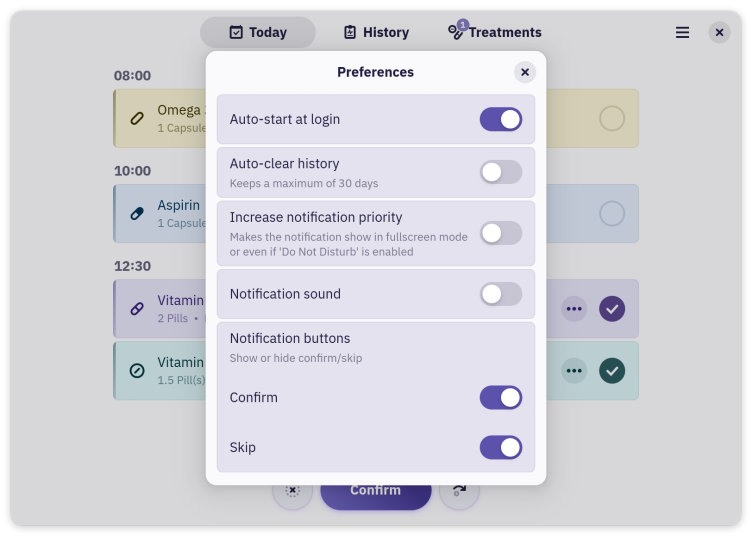 Today
History
1
Treatments
Preferences
08:00
Omega
1 Capsule
Auto-start at login
Auto-clear history
Keeps a maximum of 30 days
10:00
Aspirin
1 Capsule
Increase notification priority
Makes the notification show in fullscreen mode
or even if 'Do Not Disturb' is enabled
12:30
Vitamin
2 Pills •
Notification sound
Notification buttons
Show or hide confirm/skip
Vitamin
1.5 Pill(s)
Confirm
Skip
Confirm